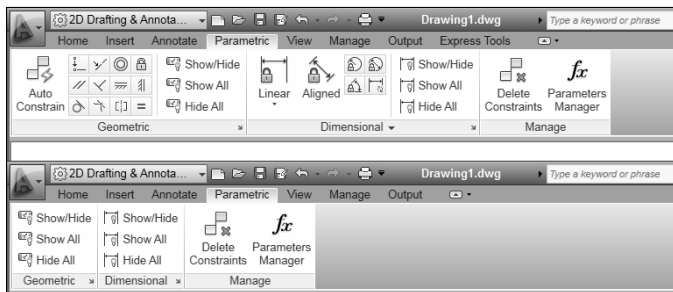 2D Drafting & Annota... Drawing1.dwg Type a keyword or phrase
Home Insert Annotate Parametric View Manage Output Express Tools
Auto Constrain
Show/Hide
Show All
Hide All
Linear
Aligned
Show/Hide
Show All
Hide All
Delete Constraints
Parameters Manager
Geometric Dimensional Manage
2D Drafting & Annota... Drawing1.dwg Type a keyword or phrase
Home Insert Annotate Parametric View Manage Output
Show/Hide
Show All
Hide All
Show/Hide
Show All
Hide All
Delete Constraints
fx
Parameters Manager
Geometric Dimensional Manage